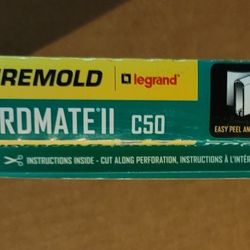 REMOLD
legrand®
RDMATE II C50
EASY PEEL AN
INSTRUCTIONS INSIDE - CUT ALONG PERFORATION, INSTRUCTIONS À L'INTÉR